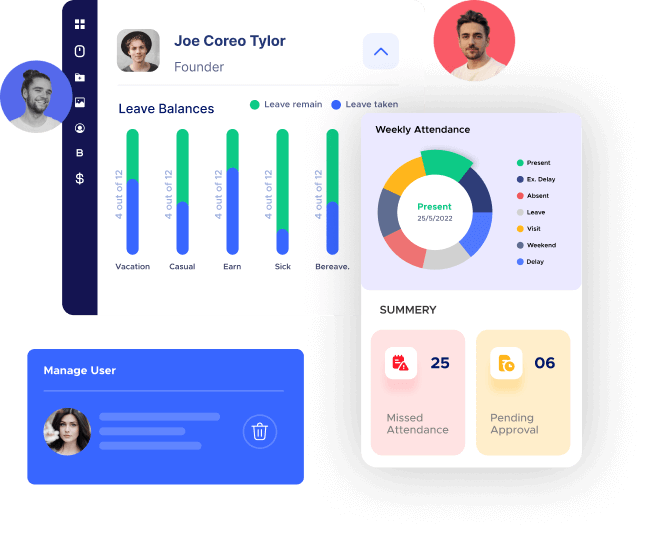 Joe Coreo Tylor
Founder
Leave Balances
Leave remain
Leave taken
4 out of 12
4 out of 12
4 out of 12
4 out of 12
4 out of 12
Vacation
Casual
Earn
Sick
Bereave.
B
$
Weekly Attendance
Present
25/5/2022
Present
Ex. Delay
Absent
Leave
Visit
Weekend
Delay
SUMMERY
25
Missed
Attendance
06
Pending
Approval
Manage User